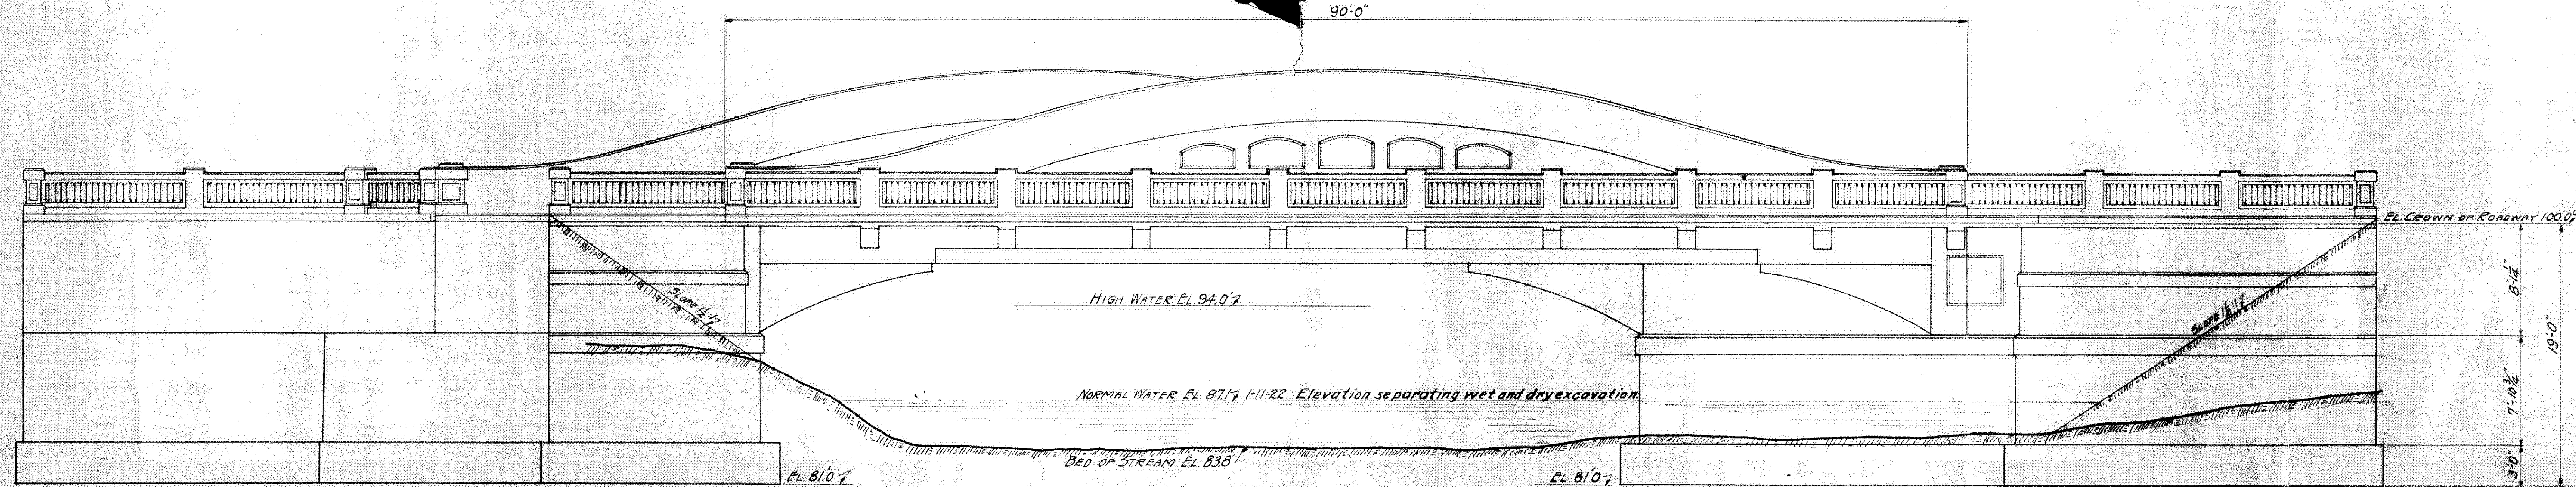 90'-0"
EL. CROWN OF ROADWAY 100.0'
SLOPE 1½:1
HIGH WATER EL. 94.0'
SLOPE 1½:1
8'-1¼"
19'-0"
NORMAL WATER EL. 87.1' 1-11-22 Elevation separating wet and dry excavation
7'-10¾"
BED OF STREAM EL. 83.8'
EL. 81.0'
EL. 81.0'
3'-0"